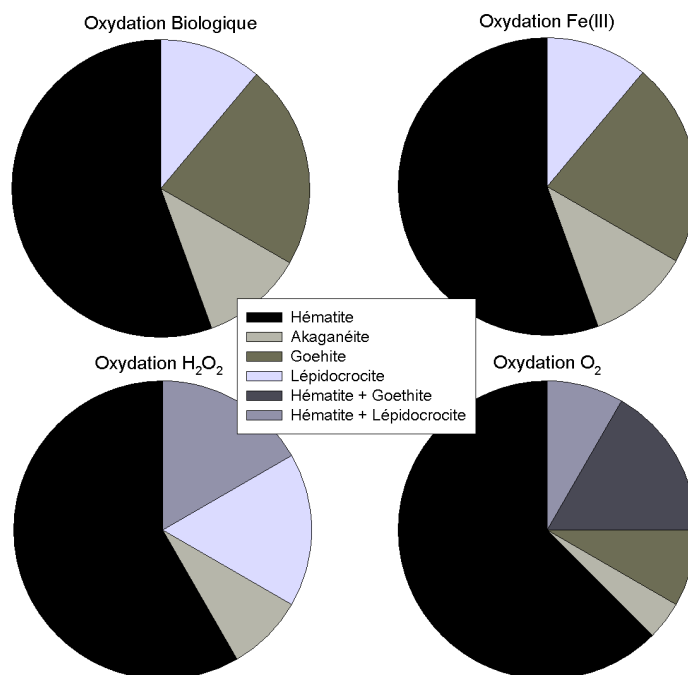 Oxydation Biologique
Oxydation Fe(III)
Hématite
Akaganéite
Goehite
Lépidocrocite
Hématite + Goethite
Hématite + Lépidocrocite
Oxydation H₂O₂
Oxydation O₂